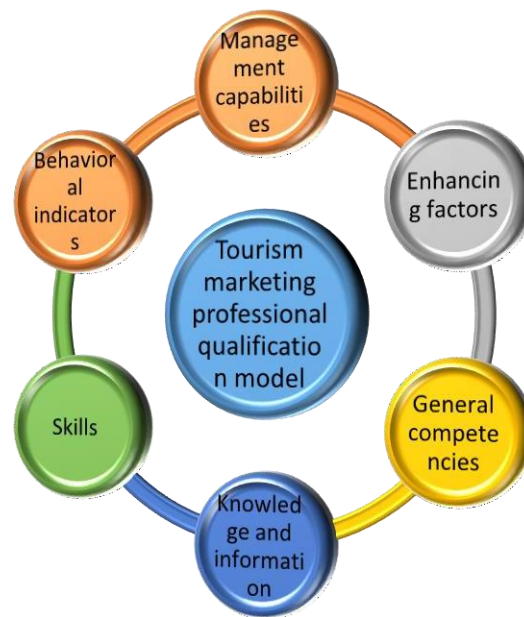 Manage
ment
capabiliti
es
Enhancin
g factors
General
compete
ncies
Knowled
ge and
informati
on
Skills
Behavior
al
indicator
s
Tourism
marketing
professional
qualificatio
n model